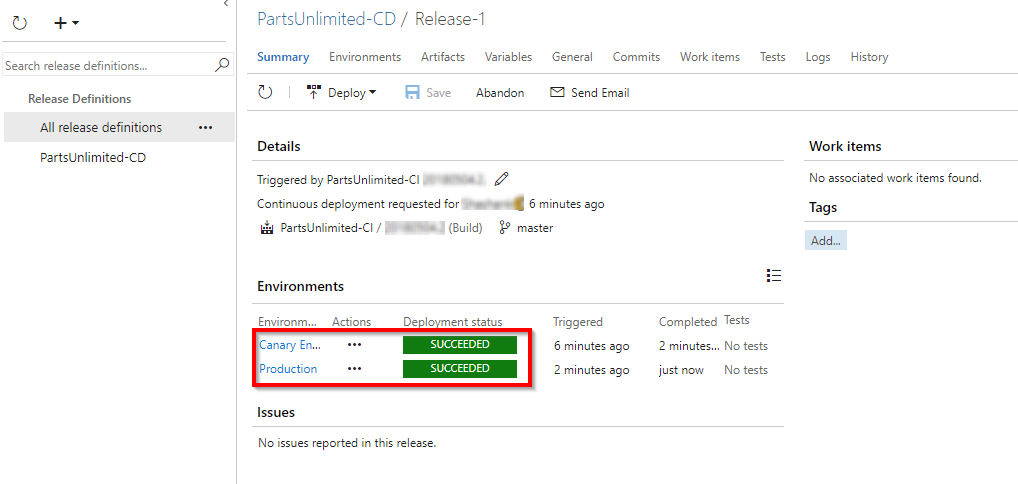 PartsUnlimited-CD / Release-1
Summary Environments Artifacts Variables General Commits Work items Tests Logs History
Search release definitions...
Deploy Save Abandon Send Email
Release Definitions
All release definitions
PartsUnlimited-CD
Details
Triggered by PartsUnlimited-CI
Continuous deployment requested for 6 minutes ago
PartsUnlimited-CI / (Build) master
Work items
No associated work items found.
Tags
Add...
Environments
Environm... Actions Deployment status Triggered Completed Tests
Canary En... SUCCEEDED 6 minutes ago 2 minutes... No tests
Production SUCCEEDED 2 minutes ago just now No tests
Issues
No issues reported in this release.